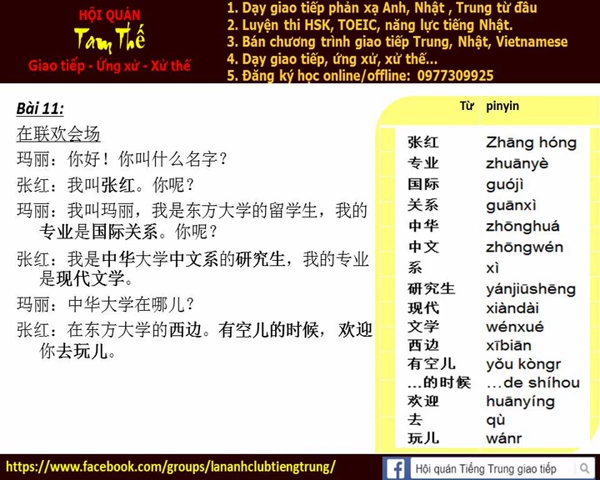 HỘI QUÁN
Tam Thế
Giao tiếp - Ứng xử - Xử thế
1. Dạy giao tiếp phản xạ Anh, Nhật , Trung từ đầu
2. Luyện thi HSK, TOEIC, năng lực tiếng Nhật.
3. Bán chương trình giao tiếp Trung, Nhật, Vietnamese
4. Dạy giao tiếp, ứng xử, xử thế...
5. Đăng ký học online/offline: 0977309925
Bài 11:
在联欢会场
玛丽：你好！你叫什么名字？
张红：我叫张红。你呢？
玛丽：我叫玛丽，我是东方大学的留学生，我的
专业是国际关系。你呢？
张红：我是中华大学中文系的研究生，我的专业
是现代文学。
玛丽：中华大学在哪儿？
张红：在东方大学的西边。有空儿的时候，欢迎
你去玩儿。
Từ pinyin
张红 Zhāng hóng
专业 zhuānyè
国际 guójì
关系 guānxì
中华 zhōnghuá
中文 zhōngwén
系 xì
研究生 yánjiūshēng
现代 xiàndài
文学 wénxué
西边 xībiān
有空儿 yǒu kòngr
…的时候 …de shíhou
欢迎 huānyíng
去 qù
玩儿 wánr
https://www.facebook.com/groups/lananhclubtiengtrung/
f Hội quán Tiếng Trung giao tiếp